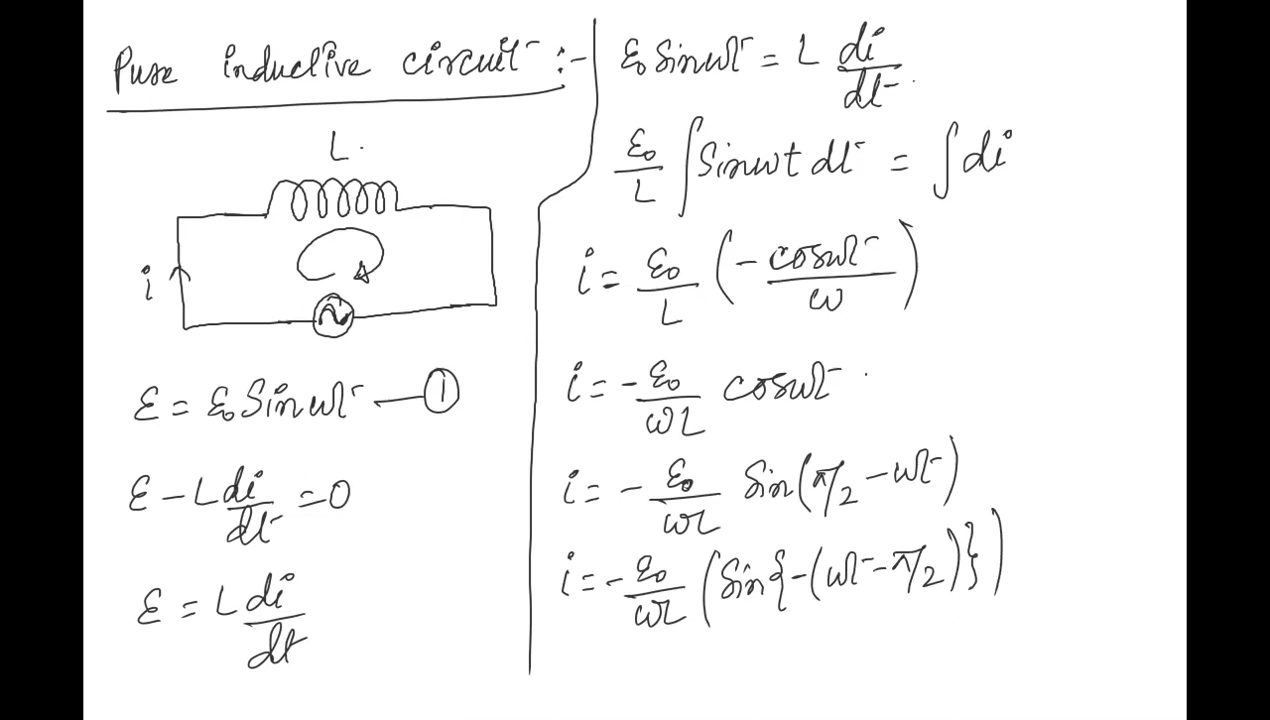 Pure inductive circuit :-
L
i
ε = ε₀ Sin ωt — ①
ε - L di/dt = 0
ε = L di/dt
ε₀ Sin ωt = L di/dt
ε₀/L ∫ Sin ωt dt = ∫ di
i = ε₀/L (- cos ωt / ω)
i = - ε₀/ωL cos ωt
i = - ε₀/ωL Sin (π/2 - ωt)
i = - ε₀/ωL (Sin {-(ωt - π/2)})